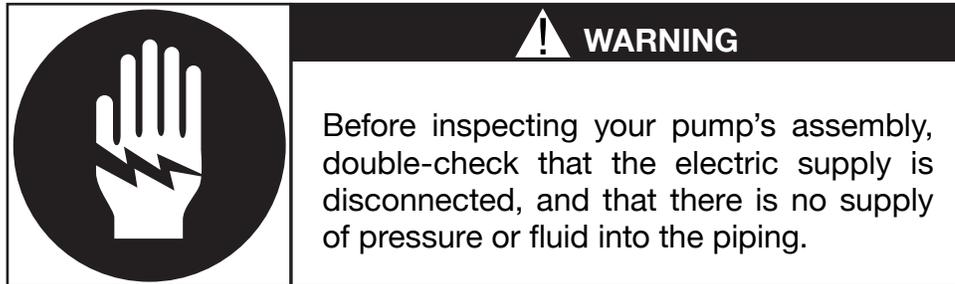 WARNING
Before inspecting your pump's assembly,
double-check that the electric supply is
disconnected, and that there is no supply
of pressure or fluid into the piping.